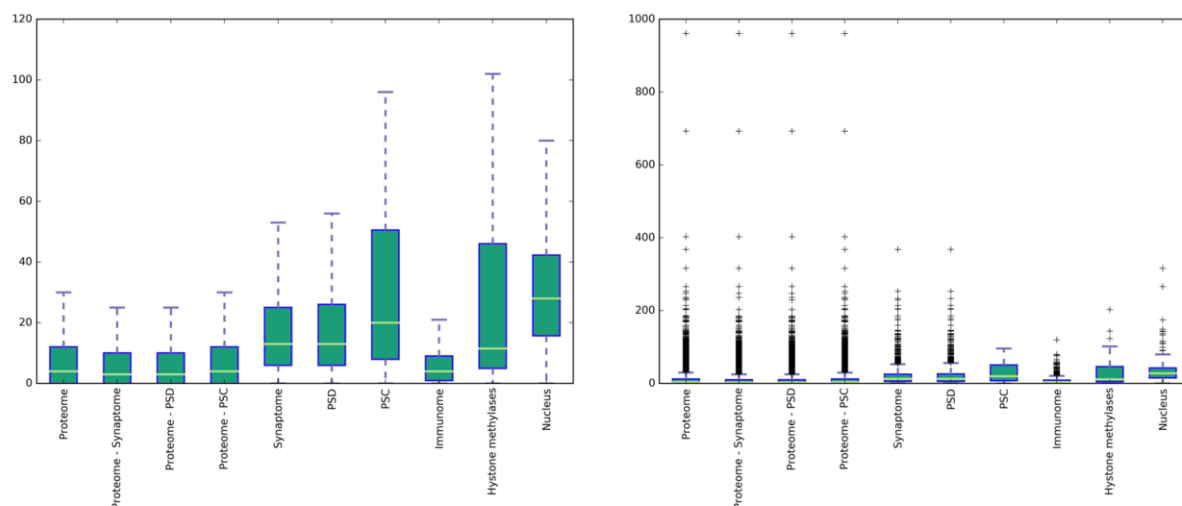 120
100
80
60
40
20
0
Proteome
Proteome - Synaptome
Proteome - PSD
Proteome - PSC
Synaptome
PSD
PSC
Immunome
Hystone methylases
Nucleus
1000
800
600
400
200
0
Proteome
Proteome - Synaptome
Proteome - PSD
Proteome - PSC
Synaptome
PSD
PSC
Immunome
Hystone methylases
Nucleus